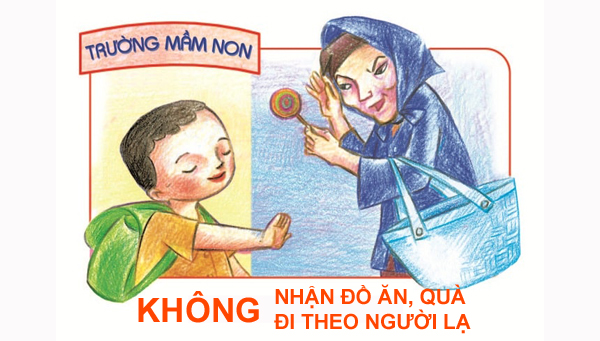 TRƯỜNG MẦM NON
KHÔNG NHẬN ĐỒ ĂN, QUÀ
ĐI THEO NGƯỜI LẠ